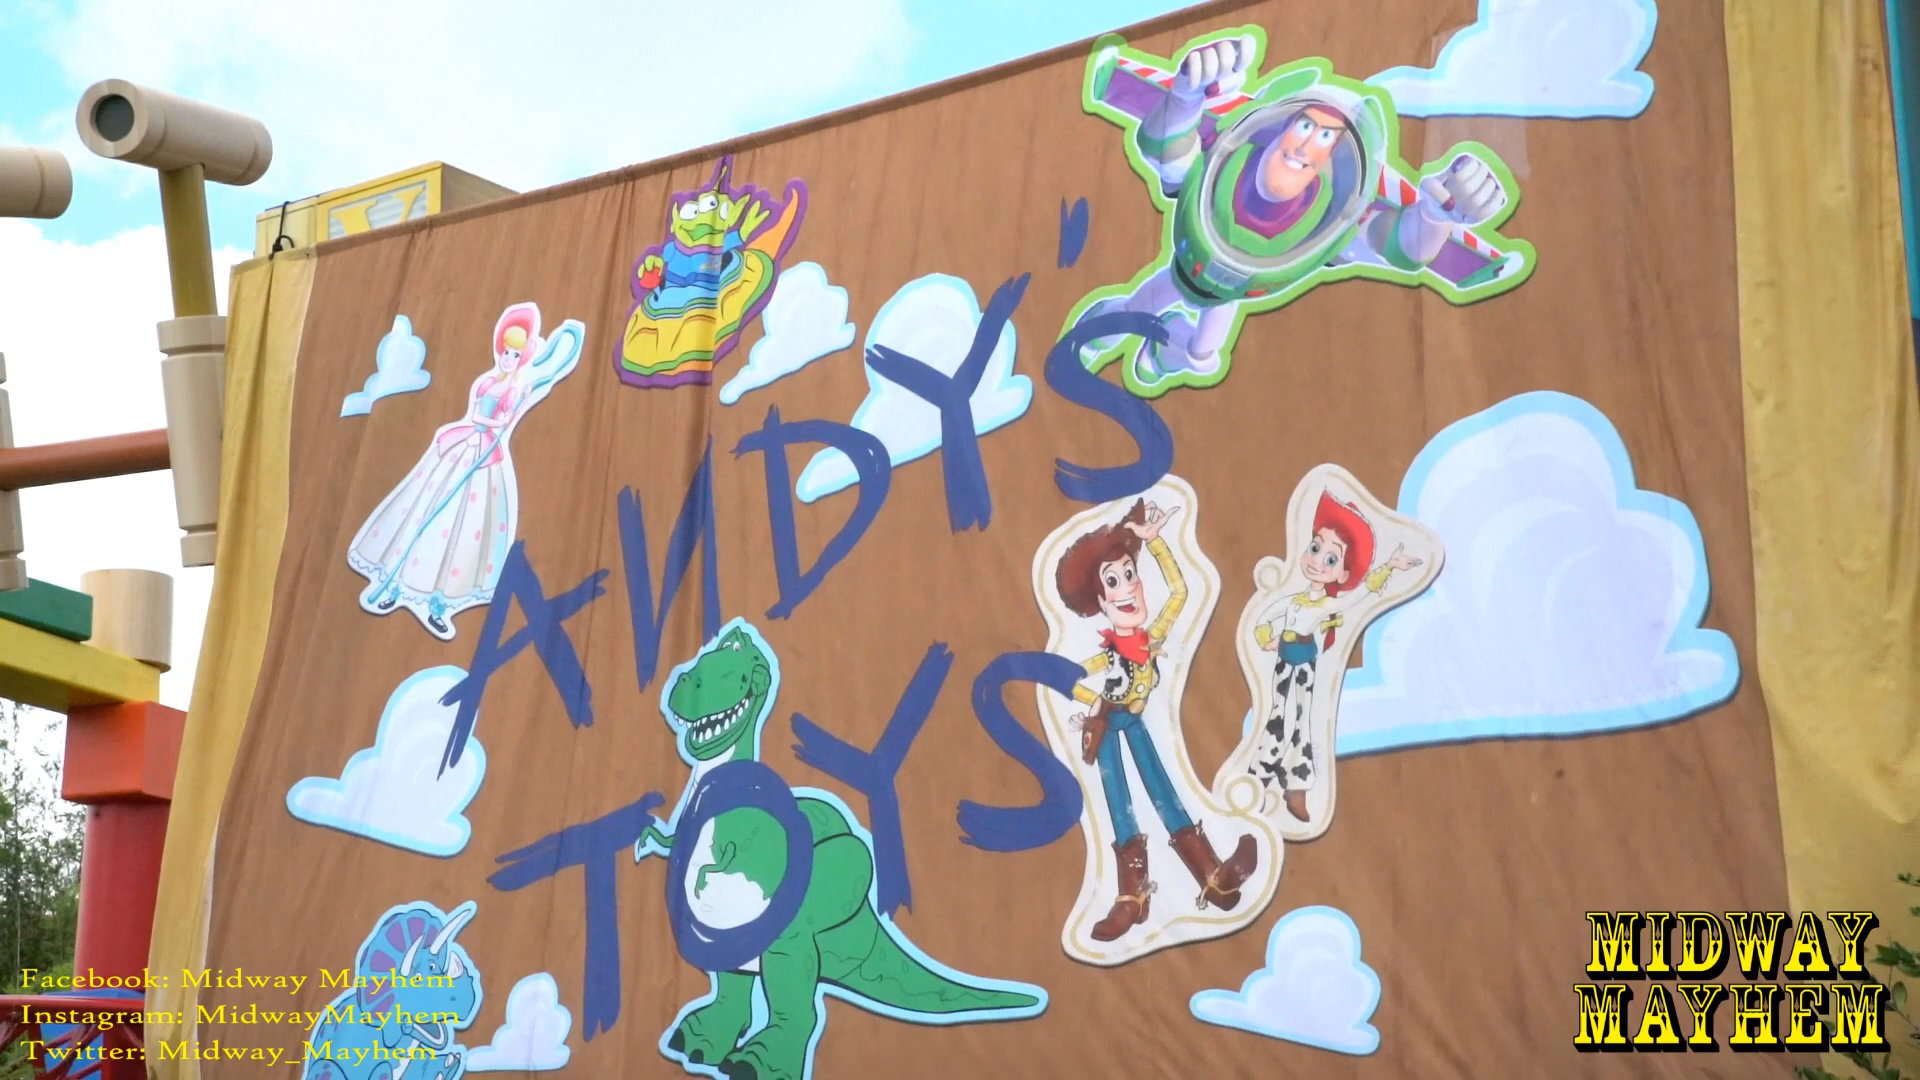 ANDY'S
TOYS
Facebook: Midway Mayhem
Instagram: MidwayMayhem
Twitter: Midway_Mayhem
MIDWAY
MAYHEM